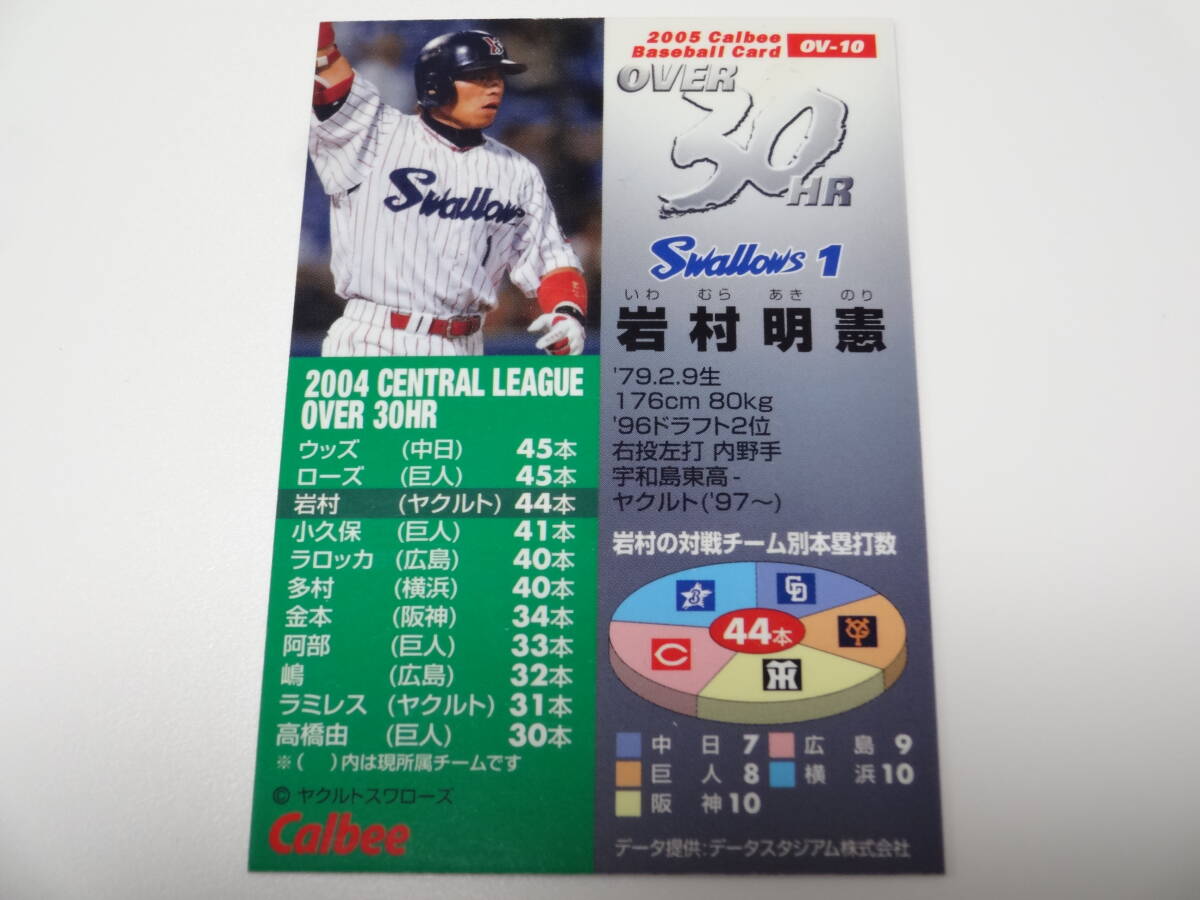 Swallows
1
2005 Calbee
Baseball Card
OV-10
OVER
30
HR
Swallows 1
いわ むら あき のり
岩村明憲
'79.2.9生
176cm 80kg
'96ドラフト2位
右投左打 内野手
宇和島東高-
ヤクルト('97～)
2004 CENTRAL LEAGUE
OVER 30HR
ウッズ (中日) 45本
ローズ (巨人) 45本
岩村 (ヤクルト) 44本
小久保 (巨人) 41本
ラロッカ (広島) 40本
多村 (横浜) 40本
金本 (阪神) 34本
阿部 (巨人) 33本
嶋 (広島) 32本
ラミレス (ヤクルト) 31本
高橋由 (巨人) 30本
※( )内は現所属チームです
© ヤクルトスワローズ
Calbee
岩村の対戦チーム別本塁打数
44本
中日 7 広島 9
巨人 8 横浜 10
阪神 10
データ提供:データスタジアム株式会社